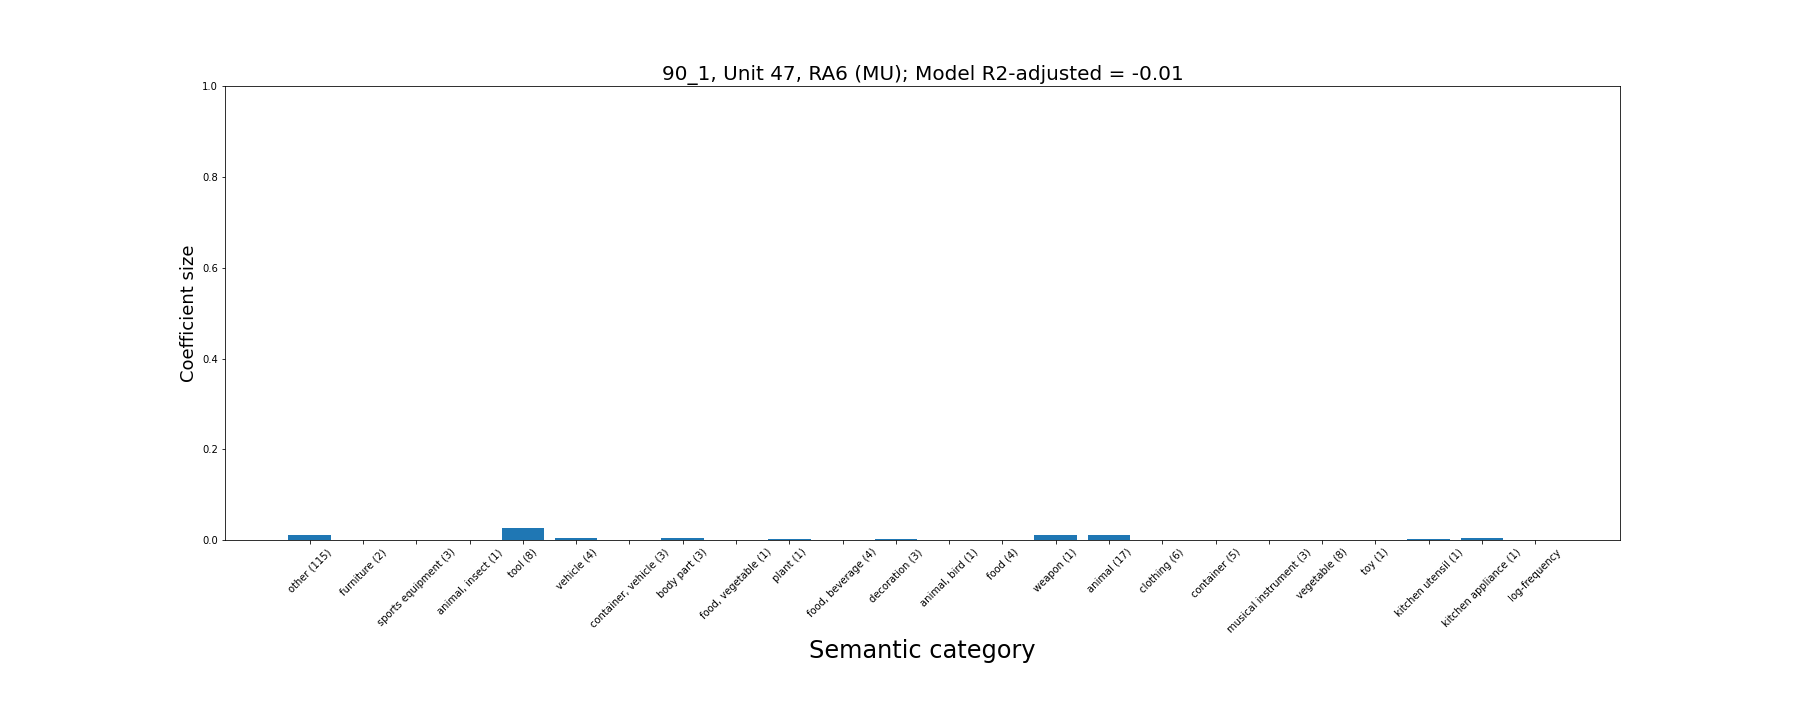 90_1, Unit 47, RA6 (MU); Model R2-adjusted = -0.01
1.0
0.8
0.6
0.4
0.2
0.0
Coefficient size
other (115)
furniture (2)
sports equipment (3)
animal, insect (1)
tool (8)
vehicle (4)
container, vehicle (3)
body part (3)
food, vegetable (1)
plant (1)
food, beverage (4)
decoration (3)
animal, bird (1)
food (4)
weapon (1)
animal (17)
clothing (6)
container (5)
musical instrument (3)
vegetable (8)
toy (1)
kitchen utensil (1)
kitchen appliance (1)
log-frequency
Semantic category